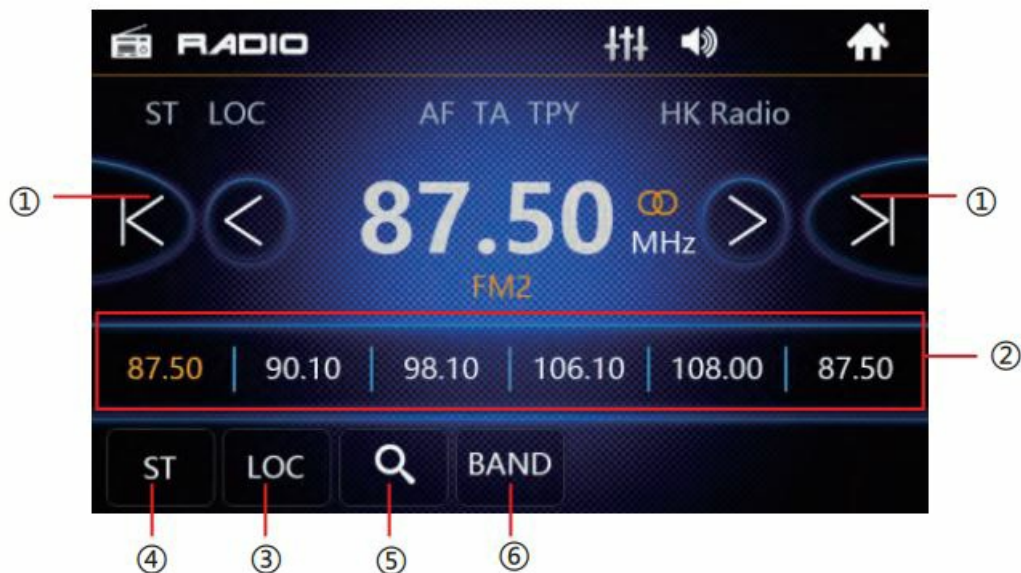 RADIO
ST LOC AF TA TPY HK Radio
① ①
87.50 MHz
FM2
87.50 90.10 98.10 106.10 108.00 87.50 ②
ST LOC BAND
④ ③ ⑤ ⑥